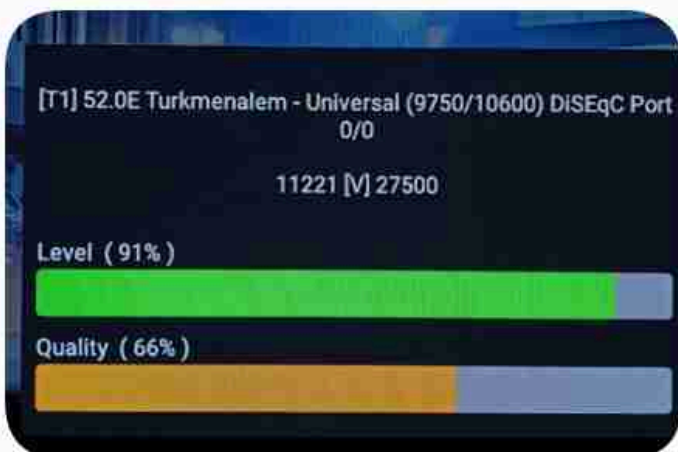 [T1] 52.0E Turkmenalem - Universal (9750/10600) DiSEqC Port
0/0
11221 [V] 27500
Level ( 91% )
Quality ( 66% )